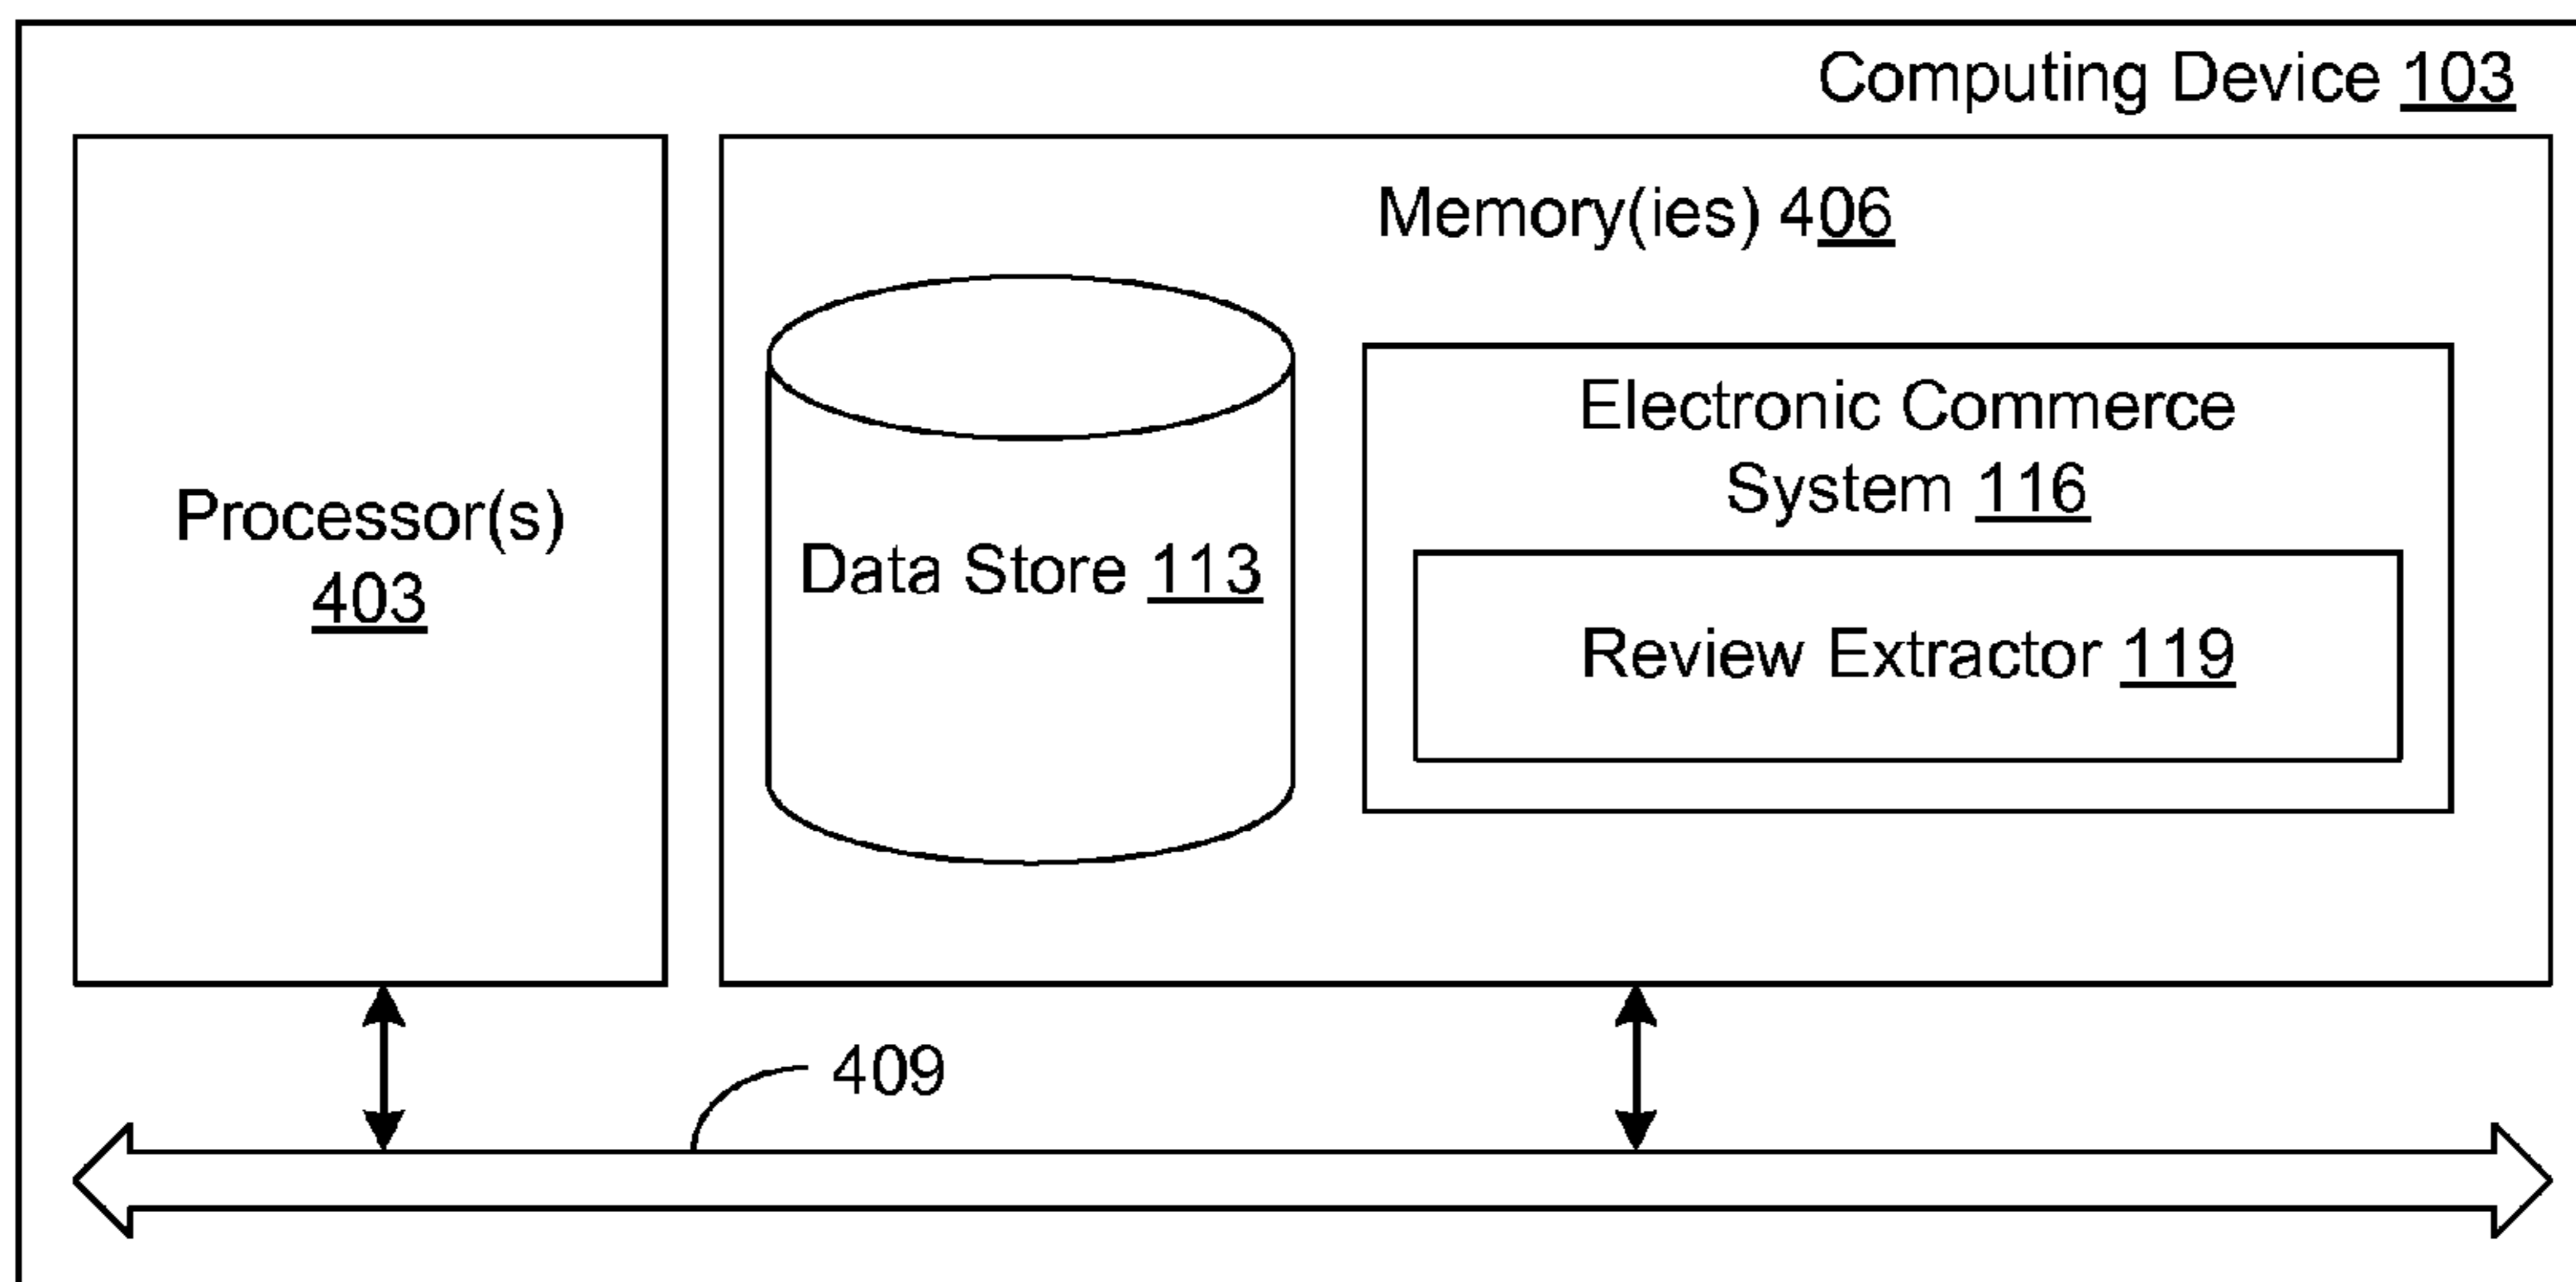 Computing Device 103
Memory(ies) 406
Processor(s)
403
Data Store 113
Electronic Commerce
System 116
Review Extractor 119
409